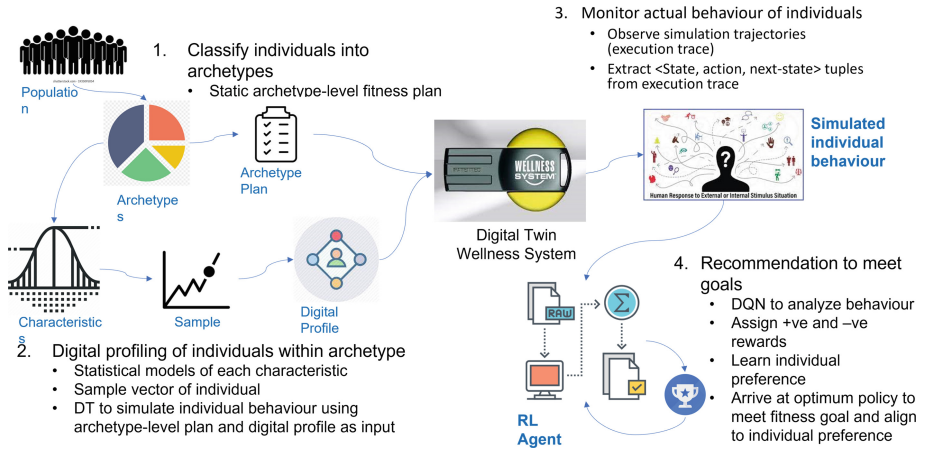 3. Monitor actual behaviour of individuals
• Observe simulation trajectories
(execution trace)
• Extract <State, action, next-state> tuples
from execution trace
1. Classify individuals into
archetypes
• Static archetype-level fitness plan
Populatio
n
Archetype
s
Archetype
Plan
WELLNESS
SYSTEM
Digital Twin
Wellness System
?
Human Response to External or Internal Stimulus Situation
Simulated
individual
behaviour
Characteristic
s
Sample
Digital
Profile
2. Digital profiling of individuals within archetype
• Statistical models of each characteristic
• Sample vector of individual
• DT to simulate individual behaviour using
archetype-level plan and digital profile as input
RAW
Σ
RL
Agent
4. Recommendation to meet
goals
• DQN to analyze behaviour
• Assign +ve and –ve
rewards
• Learn individual
preference
• Arrive at optimum policy to
meet fitness goal and align
to individual preference